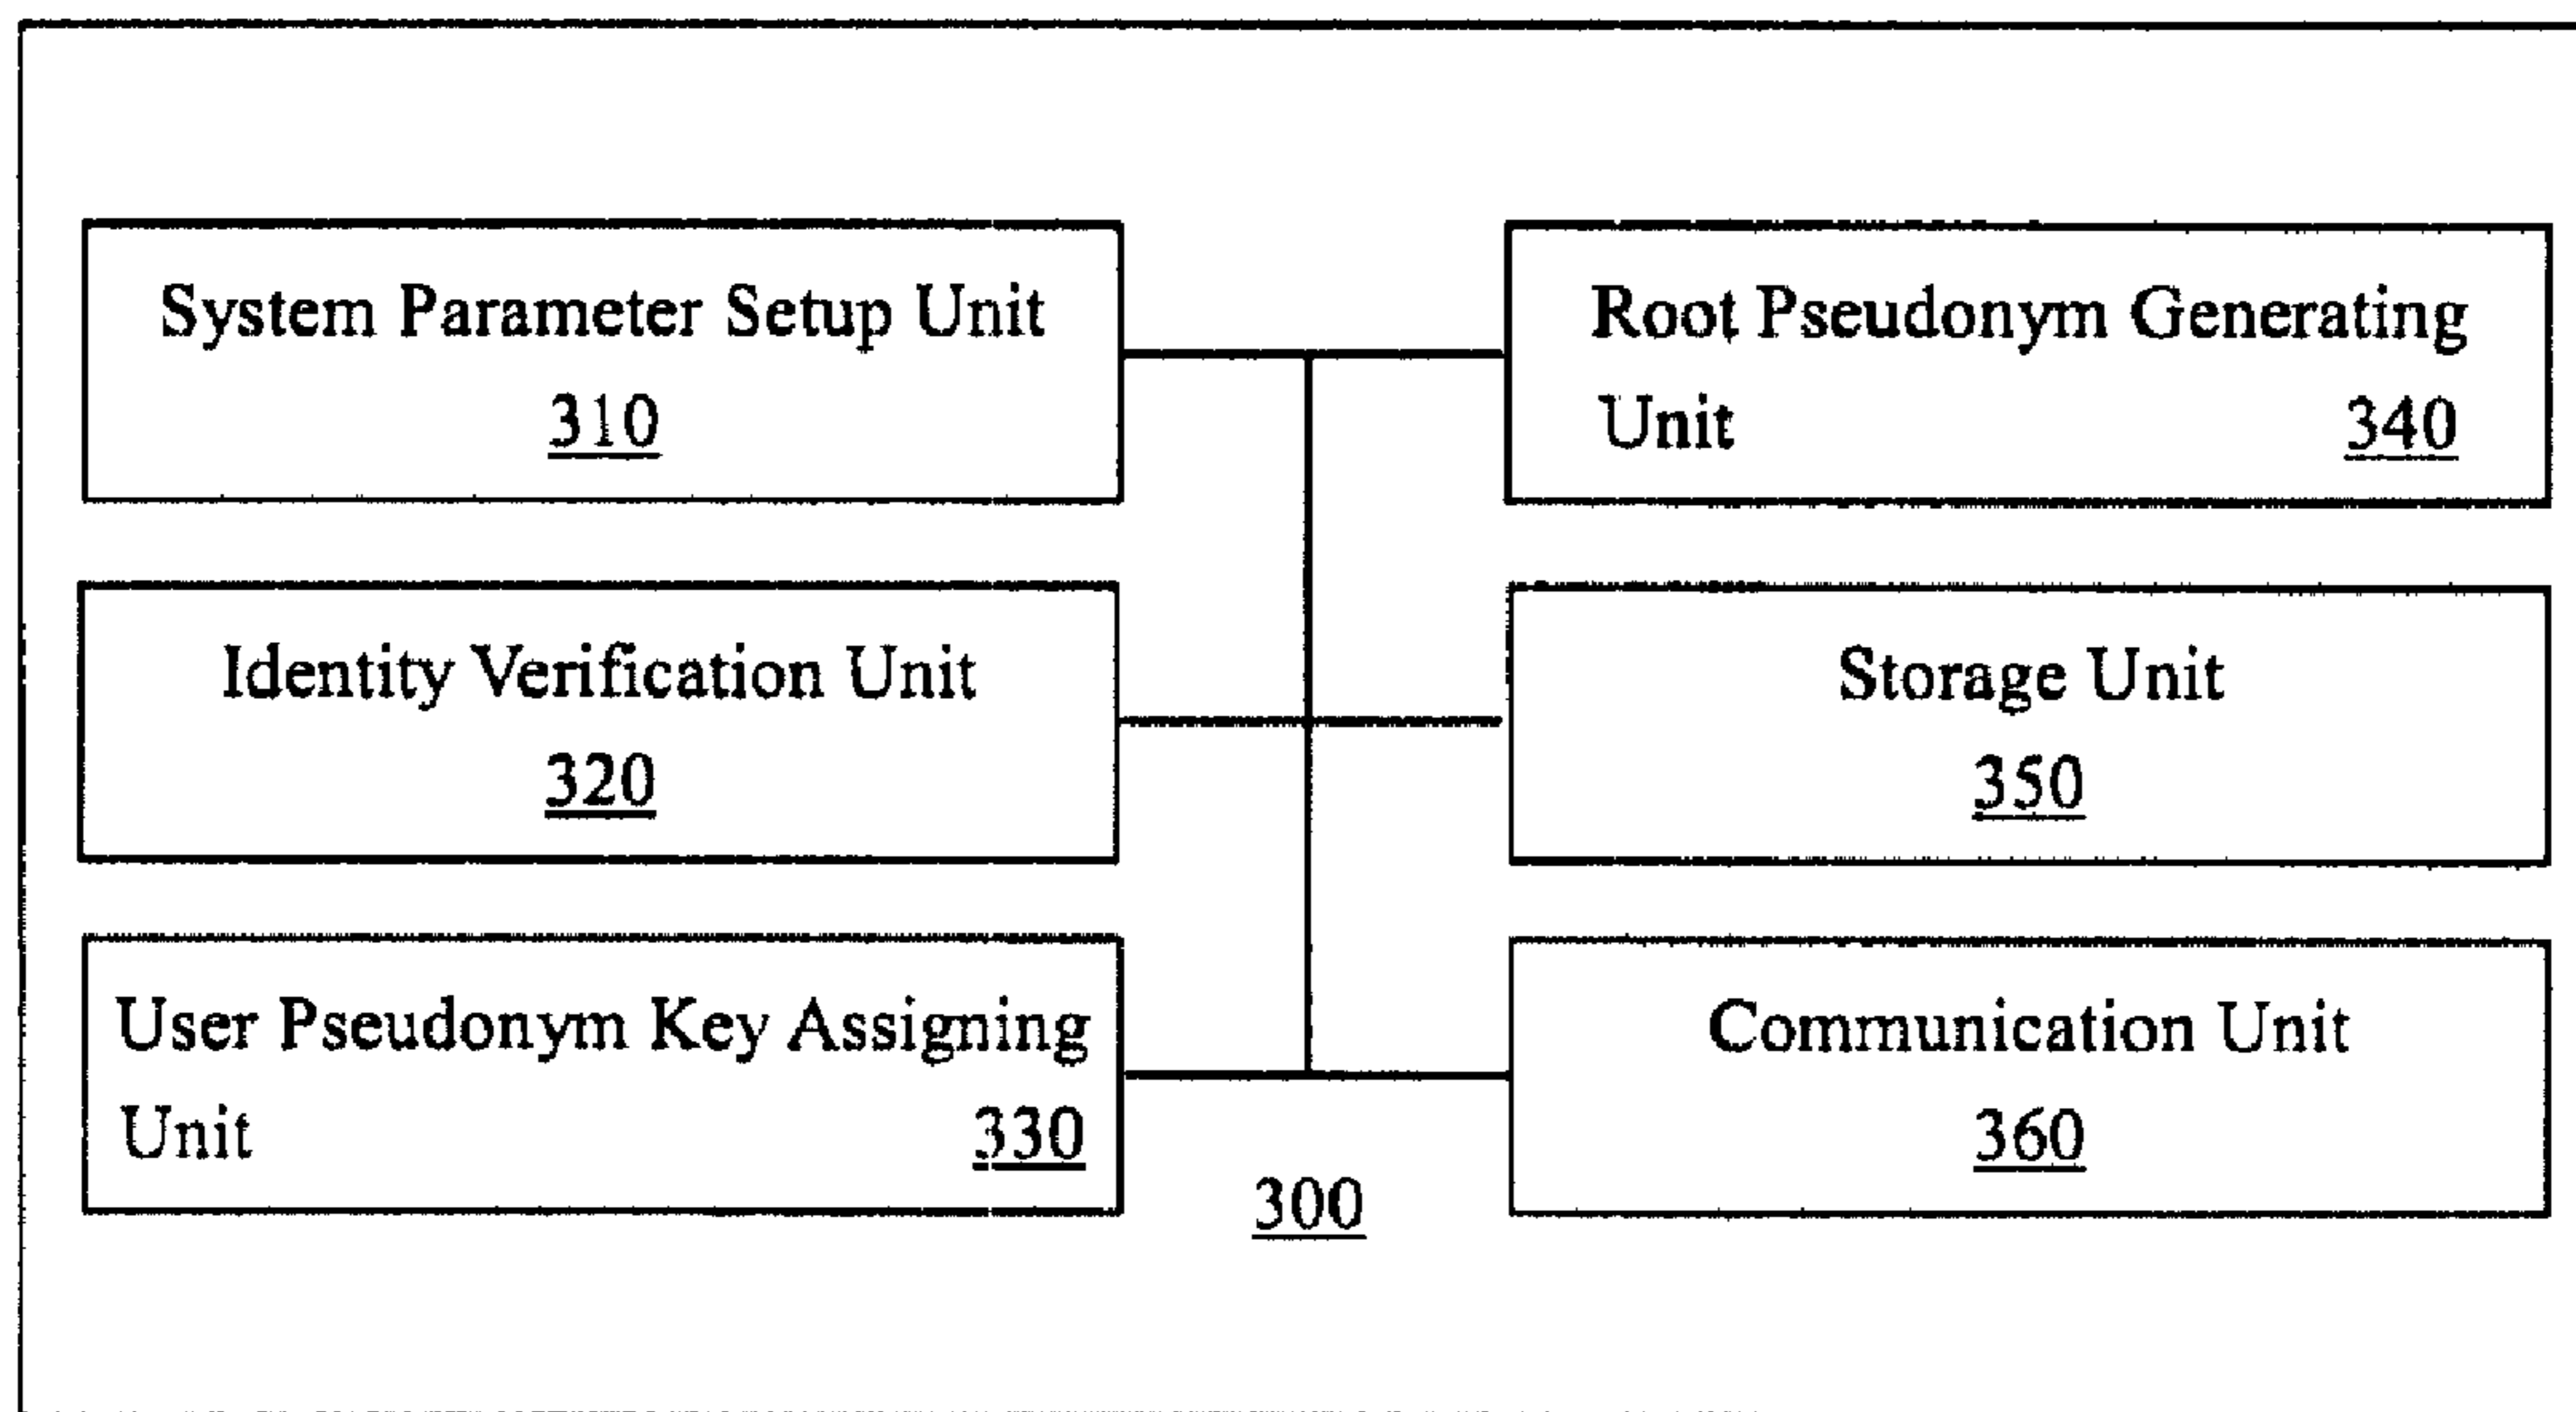 System Parameter Setup Unit
310
Root Pseudonym Generating
Unit 340
Identity Verification Unit
320
Storage Unit
350
User Pseudonym Key Assigning
Unit 330
Communication Unit
360
300